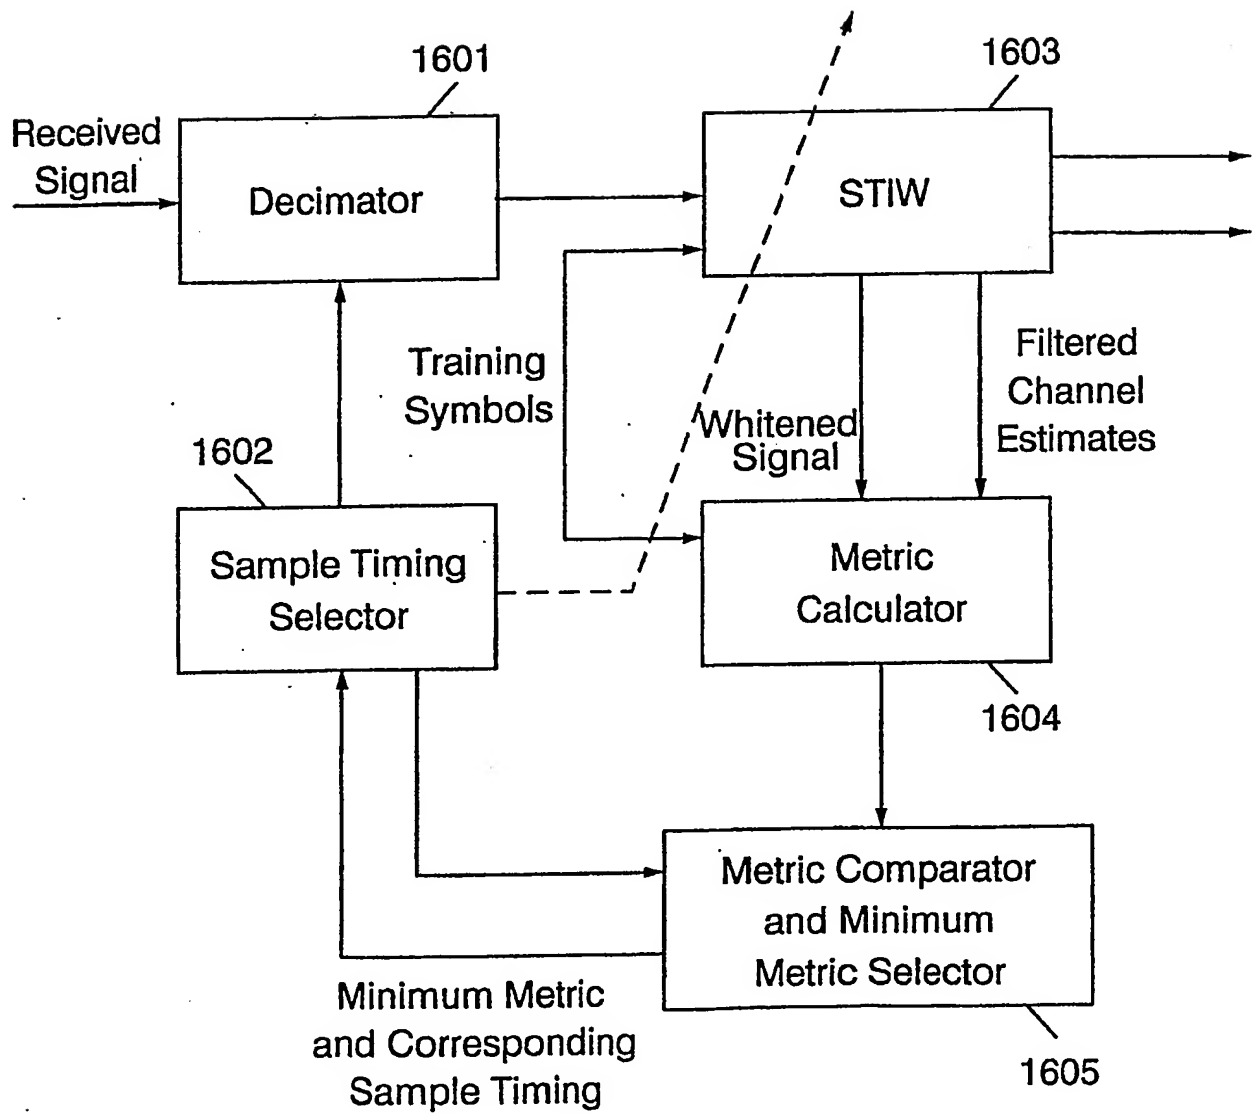 1601
1603
Received
Signal
Decimator
STIW
Training
Symbols
Filtered
Channel
Estimates
Whitened
Signal
1602
Sample Timing
Selector
Metric
Calculator
1604
Metric Comparator
and Minimum
Metric Selector
Minimum Metric
and Corresponding
Sample Timing
1605